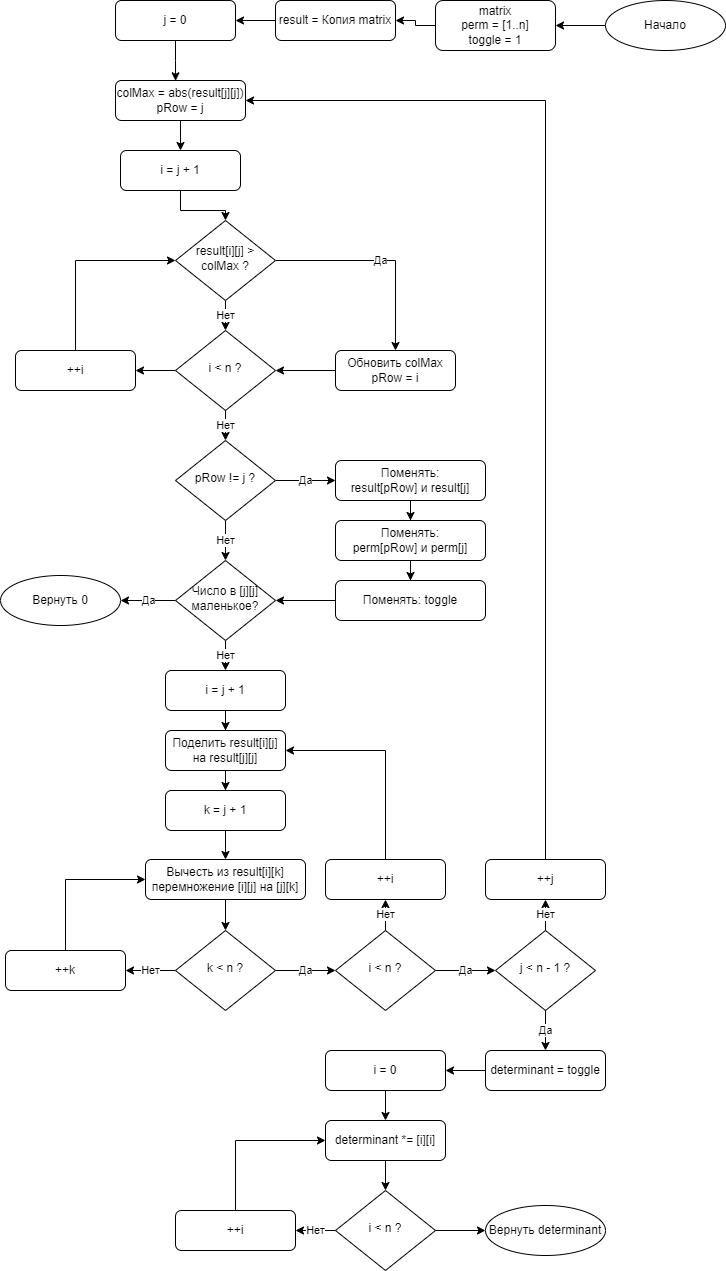 Начало
matrix
perm = [1..n]
toggle = 1
result = Копия matrix
j = 0
colMax = abs(result[j][j])
pRow = j
i = j + 1
result[i][j] >
colMax ?
Да
Нет
++i
i < n ?
Обновить colMax
pRow = i
Нет
pRow != j ?
Да
Поменять:
result[pRow] и result[j]
Нет
Поменять:
perm[pRow] и perm[j]
Вернуть 0
Да
Число в [j][j]
маленькое?
Поменять: toggle
Нет
i = j + 1
Поделить result[i][j]
на result[j][j]
k = j + 1
Вычесть из result[i][k]
перемножение [i][j] на [j][k]
++i
++j
Нет
Нет
++k
Нет
k < n ?
Да
i < n ?
Да
j < n - 1 ?
Да
i = 0
determinant = toggle
determinant *= [i][i]
++i
Нет
i < n ?
Вернуть determinant